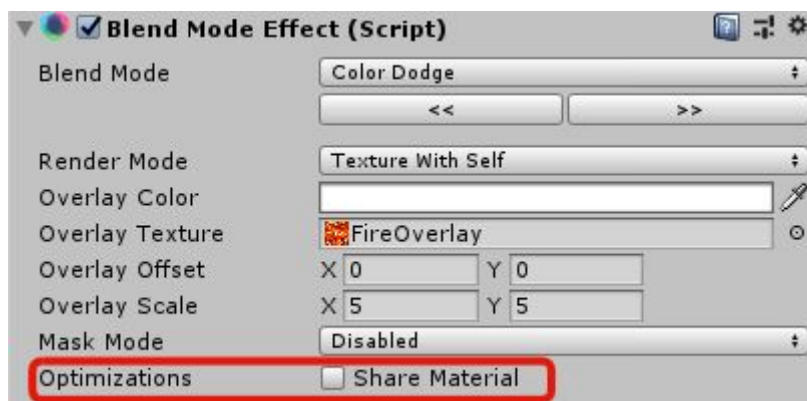 Blend Mode Effect (Script)
Blend Mode Color Dodge
<< >>
Render Mode Texture With Self
Overlay Color
Overlay Texture FireOverlay
Overlay Offset X 0 Y 0
Overlay Scale X 5 Y 5
Mask Mode Disabled
Optimizations Share Material